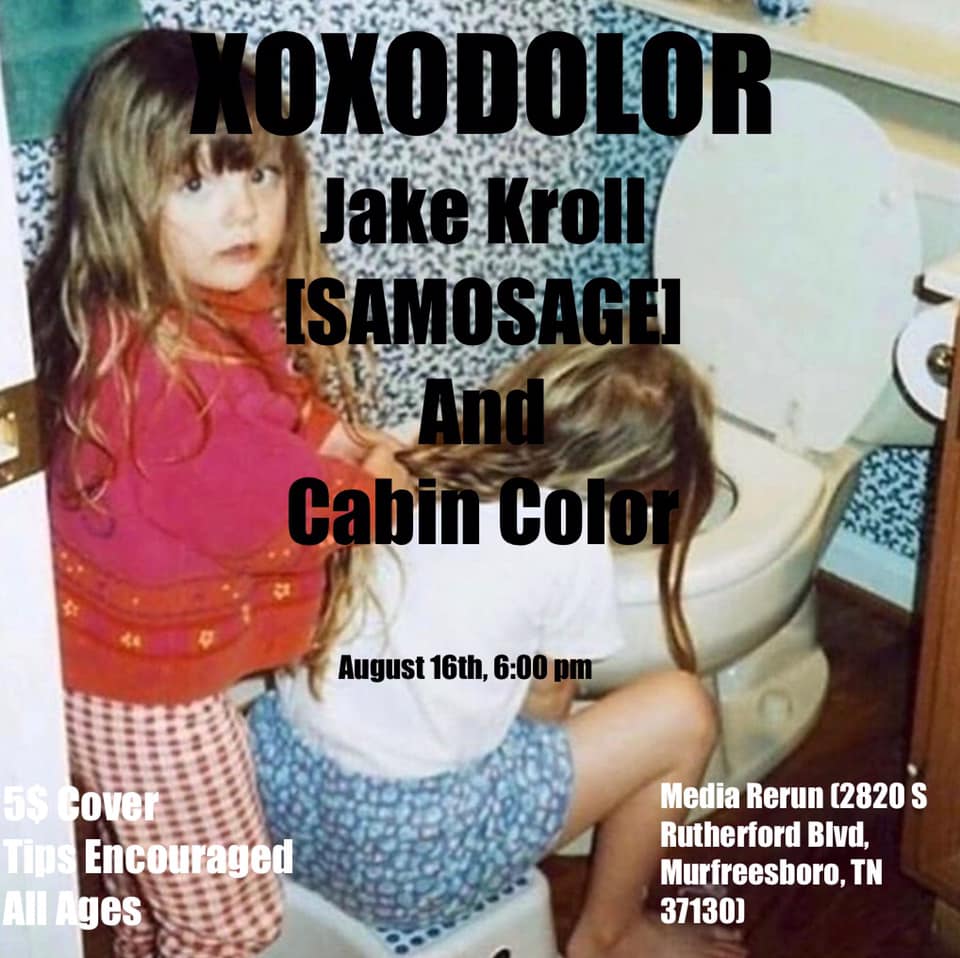 XOXODOLOR
Jake Kroll
[SAMOSAGE]
And
Cabin Color
August 16th, 6:00 pm
5$ Cover
Tips Encouraged
All Ages
Media Rerun (2820 S
Rutherford Blvd,
Murfreesboro, TN
37130)